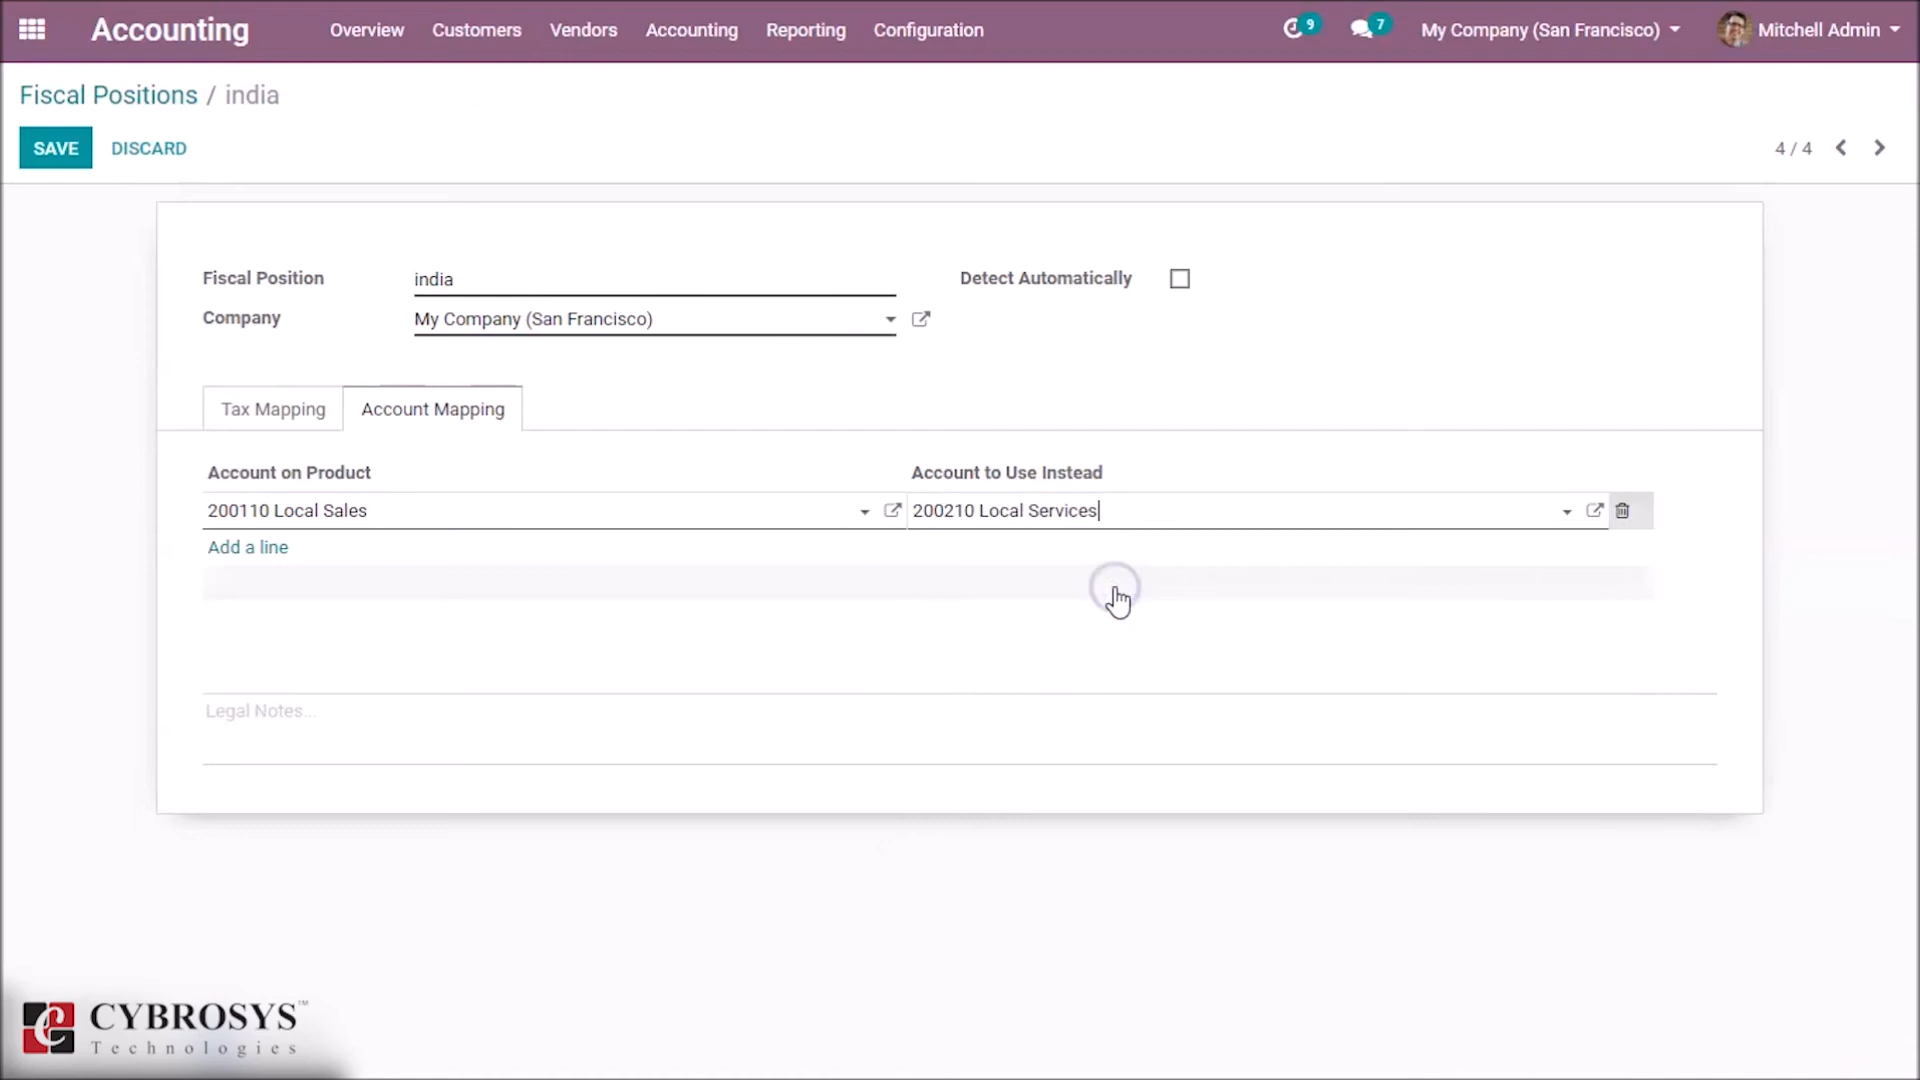 Accounting Overview Customers Vendors Accounting Reporting Configuration 9 7 My Company (San Francisco) Mitchell Admin
Fiscal Positions / india
SAVE DISCARD 4 / 4
Fiscal Position india Detect Automatically
Company My Company (San Francisco)
Tax Mapping Account Mapping
Account on Product Account to Use Instead
200110 Local Sales 200210 Local Services
Add a line
Legal Notes...
CYBROSYS™
Technologies